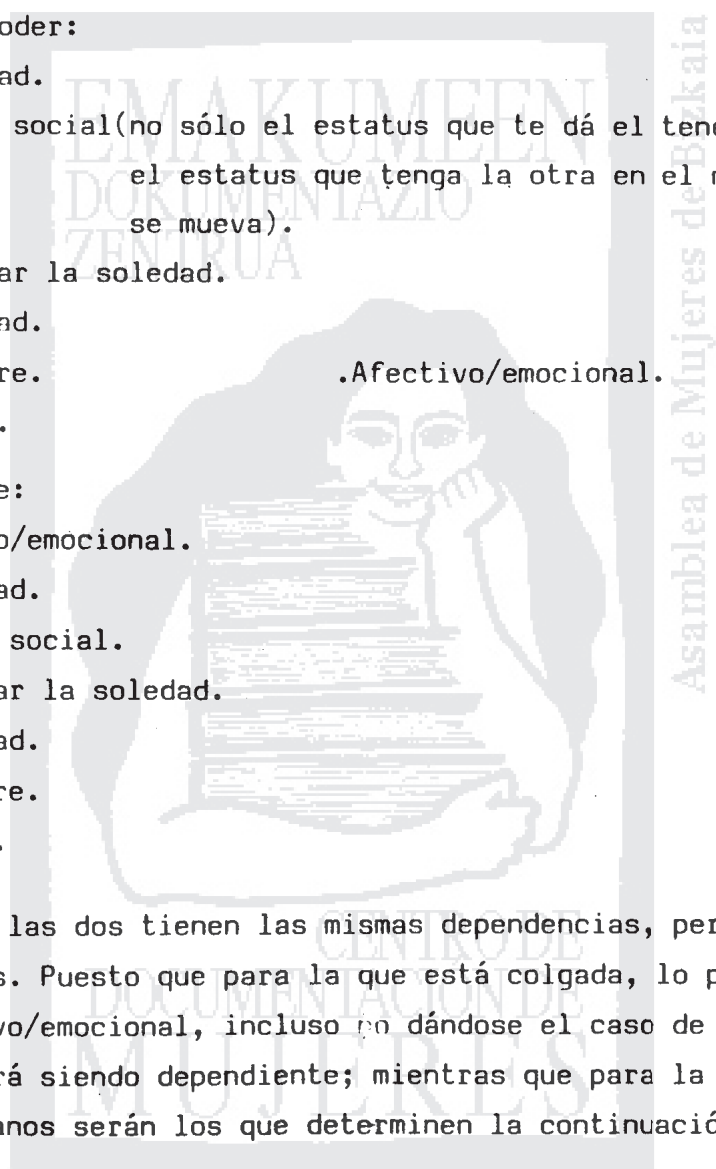 oder:
ad.
social(no sólo el estatus que te dá el tene
el estatus que tenga la otra en el m
se mueva).
ar la soledad.
ad.
re. .Afectivo/emocional.
.
e:
o/emocional.
ad.
social.
ar la soledad.
ad.
re.
.
las dos tienen las mismas dependencias, per
s. Puesto que para la que está colgada, lo p
vo/emocional, incluso no dándose el caso de
rá siendo dependiente; mientras que para la
anos serán los que determinen la continuació
EMAKUMEEN
DOKUMENTAZIO
ZENTRUA
CENTRO DE
DOCUMENTACION DE
MUJERES
Asamblea de Mujeres de Bizkaia